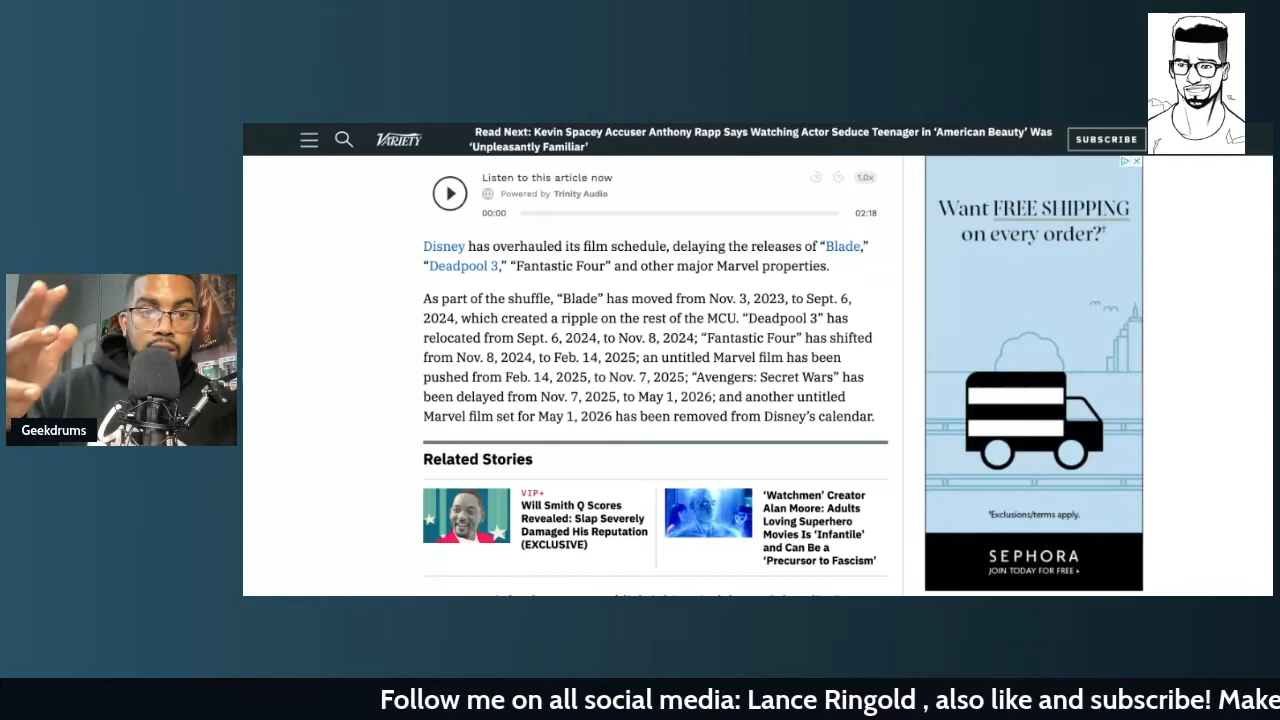 Read Next: Kevin Spacey Accuser Anthony Rapp Says Watching Actor Seduce Teenager in ‘American Beauty’ Was
‘Unpleasantly Familiar’
VARIETY
SUBSCRIBE
Listen to this article now
1.0x
Powered by Trinity Audio
00:00
02:18
Disney has overhauled its film schedule, delaying the releases of “Blade,”
“Deadpool 3,” “Fantastic Four” and other major Marvel properties.
As part of the shuffle, “Blade” has moved from Nov. 3, 2023, to Sept. 6,
2024, which created a ripple on the rest of the MCU. “Deadpool 3” has
relocated from Sept. 6, 2024, to Nov. 8, 2024; “Fantastic Four” has shifted
from Nov. 8, 2024, to Feb. 14, 2025; an untitled Marvel film has been
pushed from Feb. 14, 2025, to Nov. 7, 2025; “Avengers: Secret Wars” has
been delayed from Nov. 7, 2025, to May 1, 2026; and another untitled
Marvel film set for May 1, 2026 has been removed from Disney’s calendar.
Related Stories
VIP+
Will Smith Q Scores
Revealed: Slap Severely
Damaged His Reputation
(EXCLUSIVE)
‘Watchmen’ Creator
Alan Moore: Adults
Loving Superhero
Movies Is ‘Infantile’
and Can Be a
‘Precursor to Fascism’
Want FREE SHIPPING
on every order?†
†Exclusions/terms apply.
SEPHORA
JOIN TODAY FOR FREE
Geekdrums
Follow me on all social media: Lance Ringold , also like and subscribe! Make